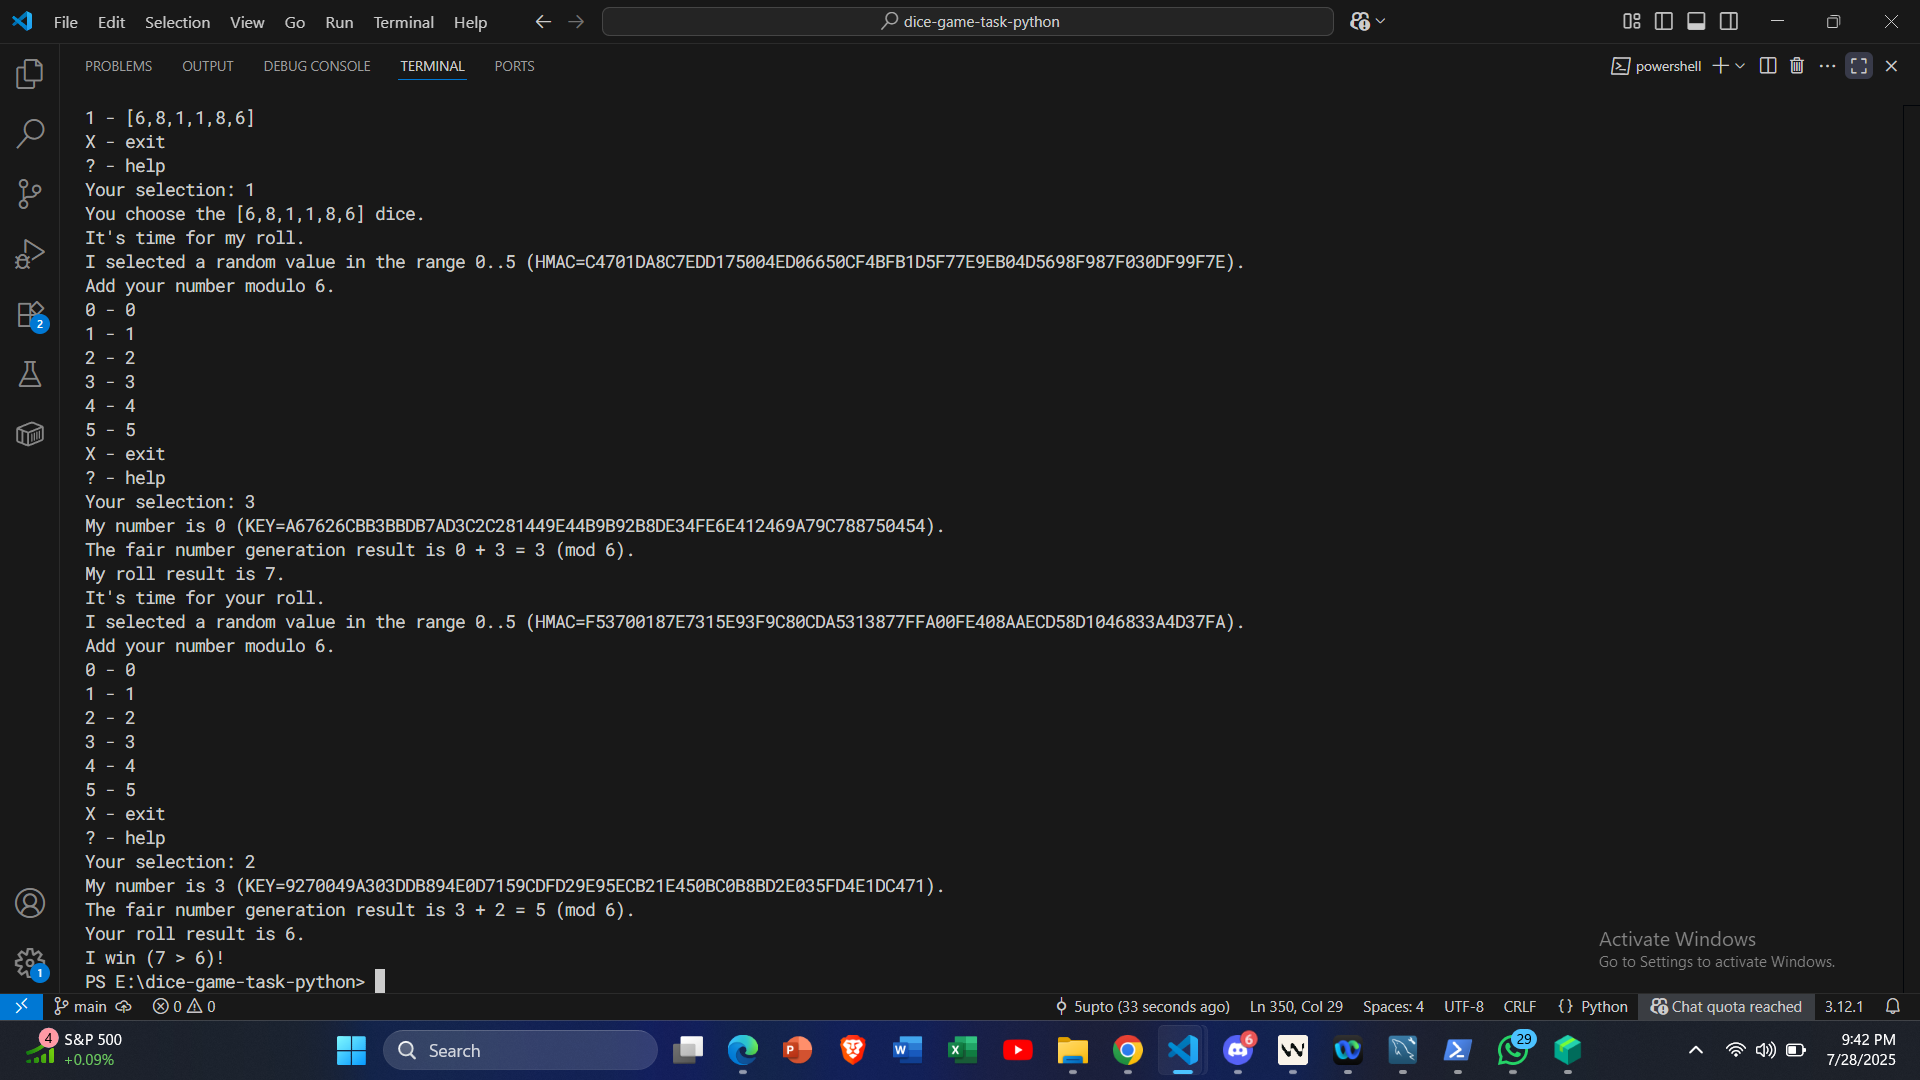 File Edit Selection View Go Run Terminal Help
dice-game-task-python
PROBLEMS OUTPUT DEBUG CONSOLE TERMINAL PORTS
powershell
1 - [6,8,1,1,8,6]
X - exit
? - help
Your selection: 1
You choose the [6,8,1,1,8,6] dice.
It's time for my roll.
I selected a random value in the range 0..5 (HMAC=C4701DA8C7EDD175004ED06650CF4BFB1D5F77E9EB04D5698F987F030DF99F7E).
Add your number modulo 6.
0 - 0
1 - 1
2 - 2
3 - 3
4 - 4
5 - 5
X - exit
? - help
Your selection: 3
My number is 0 (KEY=A67626CBB3BBDB7AD3C2C281449E44B9B92B8DE34FE6E412469A79C788750454).
The fair number generation result is 0 + 3 = 3 (mod 6).
My roll result is 7.
It's time for your roll.
I selected a random value in the range 0..5 (HMAC=F53700187E7315E93F9C80CDA5313877FFA00FE408AAECD58D1046833A4D37FA).
Add your number modulo 6.
0 - 0
1 - 1
2 - 2
3 - 3
4 - 4
5 - 5
X - exit
? - help
Your selection: 2
My number is 3 (KEY=9270049A303DDB894E0D7159CDFD29E95ECB21E450BC0B8BD2E035FD4E1DC471).
The fair number generation result is 3 + 2 = 5 (mod 6).
Your roll result is 6.
I win (7 > 6)!
PS E:\dice-game-task-python>
2
1
Activate Windows
Go to Settings to activate Windows.
main 0 0 5upto (33 seconds ago) Ln 350, Col 29 Spaces: 4 UTF-8 CRLF {} Python Chat quota reached 3.12.1
4 S&P 500
+0.09%
Search
6
29
9:42 PM
7/28/2025